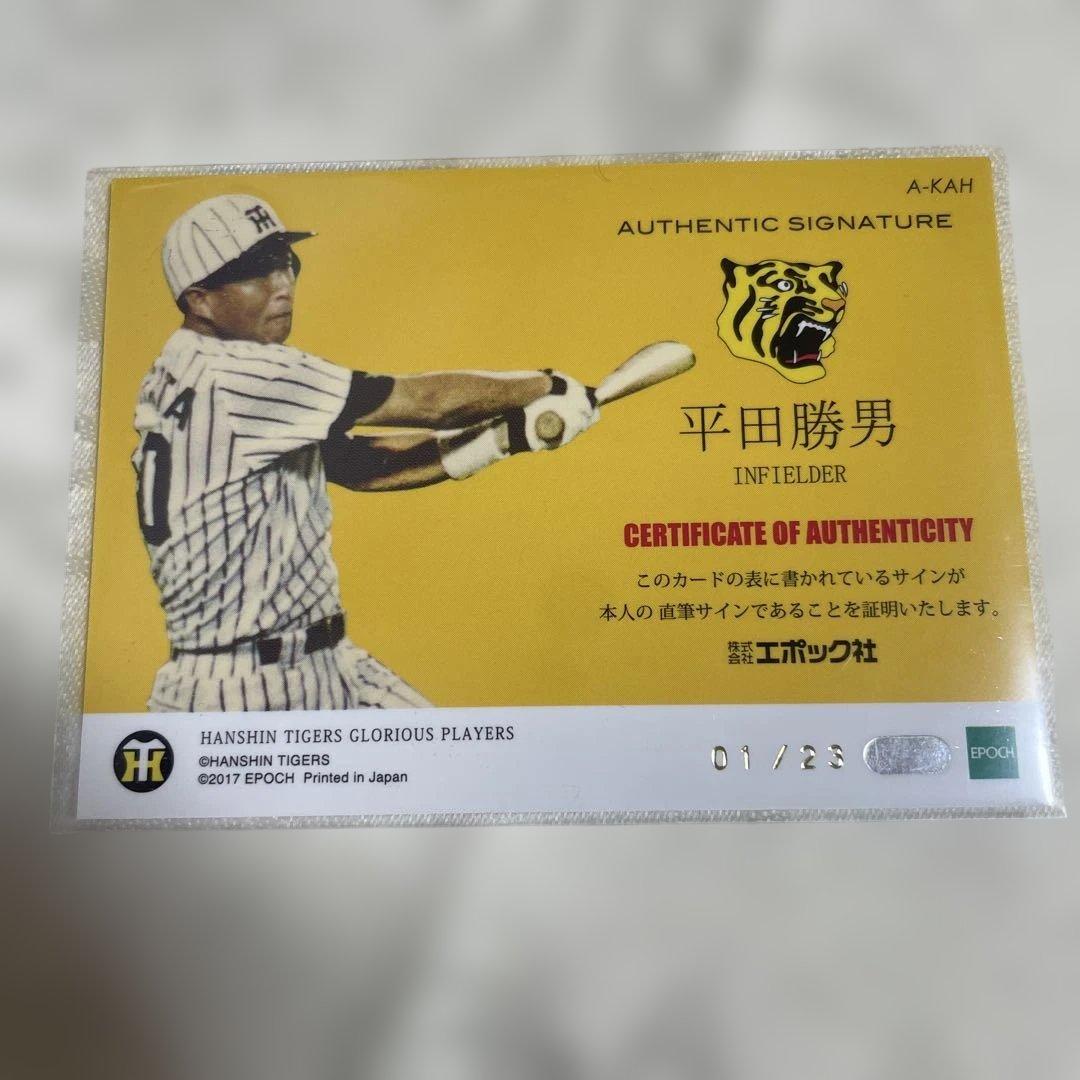 A-KAH
AUTHENTIC SIGNATURE
平田勝男
INFIELDER
CERTIFICATE OF AUTHENTICITY
このカードの表に書かれているサインが
本人の 直筆サインであることを証明いたします。
株式会社エポック社
HANSHIN TIGERS GLORIOUS PLAYERS
©HANSHIN TIGERS
©2017 EPOCH Printed in Japan
01/23
EPOCH